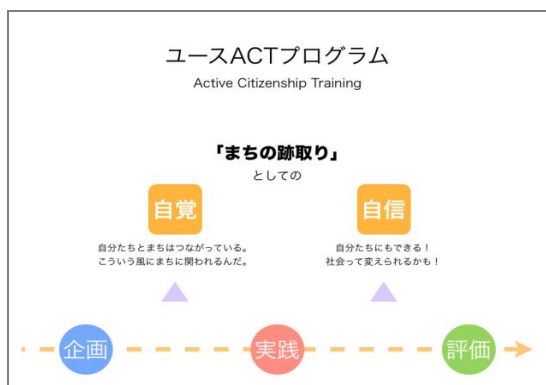 ユースACTプログラム
Active Citizenship Training
「まちの跡取り」
としての
自覚
自信
自分たちとまちはつながっている。
こういう風にまちに関われるんだ。
自分たちにもできる！
社会って変えられるかも！
企画
実践
評価